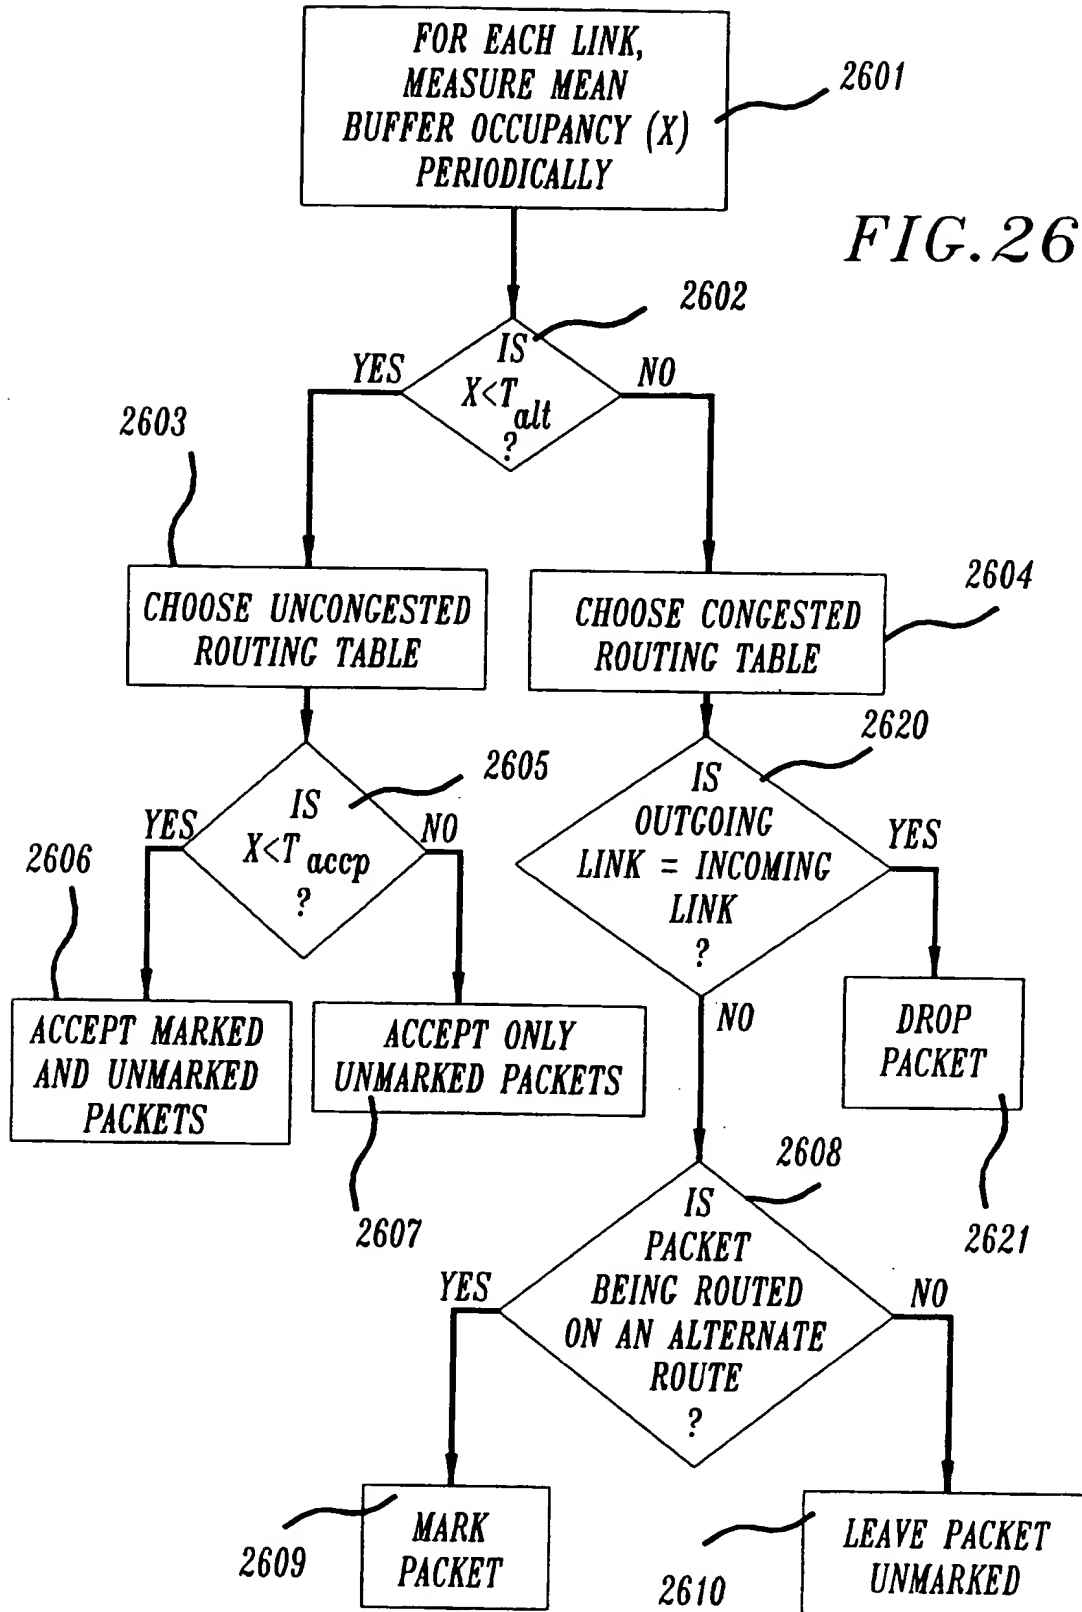 FOR EACH LINK,
MEASURE MEAN
BUFFER OCCUPANCY (X)
PERIODICALLY
2601
FIG.26
2602
IS
X<T alt
?
YES
NO
2603
CHOOSE UNCONGESTED
ROUTING TABLE
CHOOSE CONGESTED
ROUTING TABLE
2604
2605
IS
X<T accp
?
YES
NO
2620
IS
OUTGOING
LINK = INCOMING
LINK
?
YES
NO
2606
ACCEPT MARKED
AND UNMARKED
PACKETS
ACCEPT ONLY
UNMARKED PACKETS
2607
DROP
PACKET
2621
2608
IS
PACKET
BEING ROUTED
ON AN ALTERNATE
ROUTE
?
YES
NO
MARK
PACKET
2609
LEAVE PACKET
UNMARKED
2610